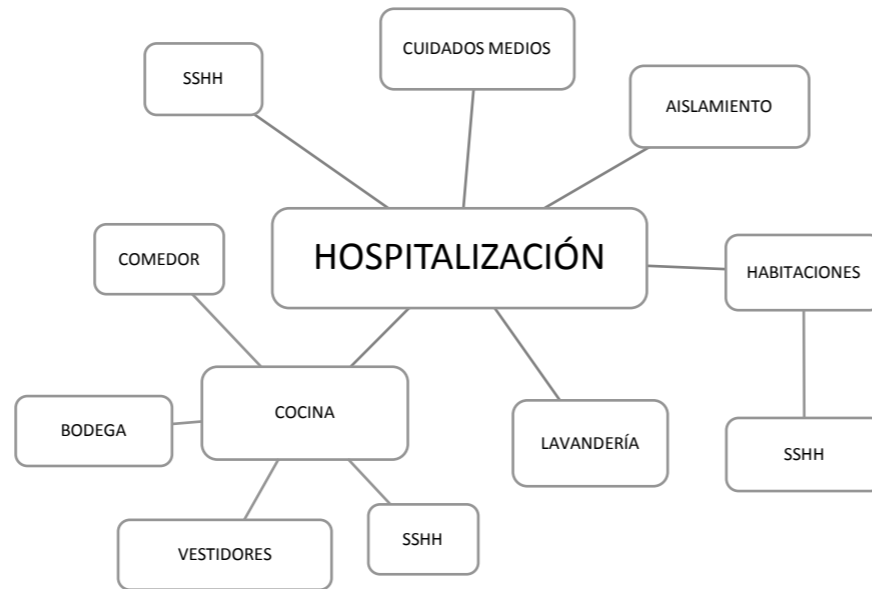 CUIDADOS MEDIOS
SSHH
AISLAMIENTO
HOSPITALIZACIÓN
COMEDOR
HABITACIONES
COCINA
BODEGA
LAVANDERÍA
SSHH
SSHH
VESTIDORES